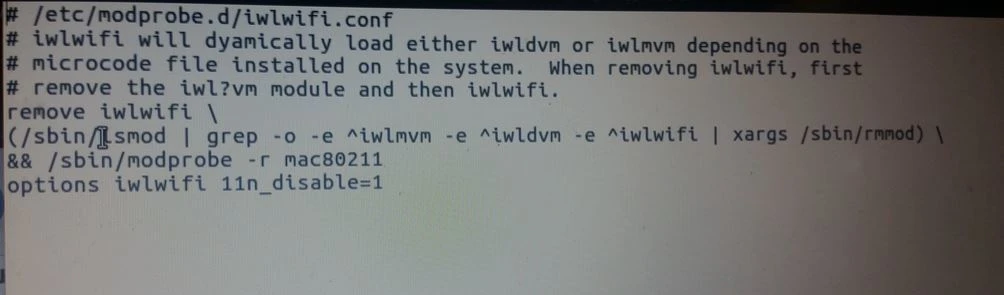 # /etc/modprobe.d/iwlwifi.conf
# iwlwifi will dyamically load either iwldvm or iwlmvm depending on the
# microcode file installed on the system.  When removing iwlwifi, first
# remove the iwl?vm module and then iwlwifi.
remove iwlwifi \
(/sbin/lsmod | grep -o -e ^iwlmvm -e ^iwldvm -e ^iwlwifi | xargs /sbin/rmmod) \
&& /sbin/modprobe -r mac80211
options iwlwifi 11n_disable=1